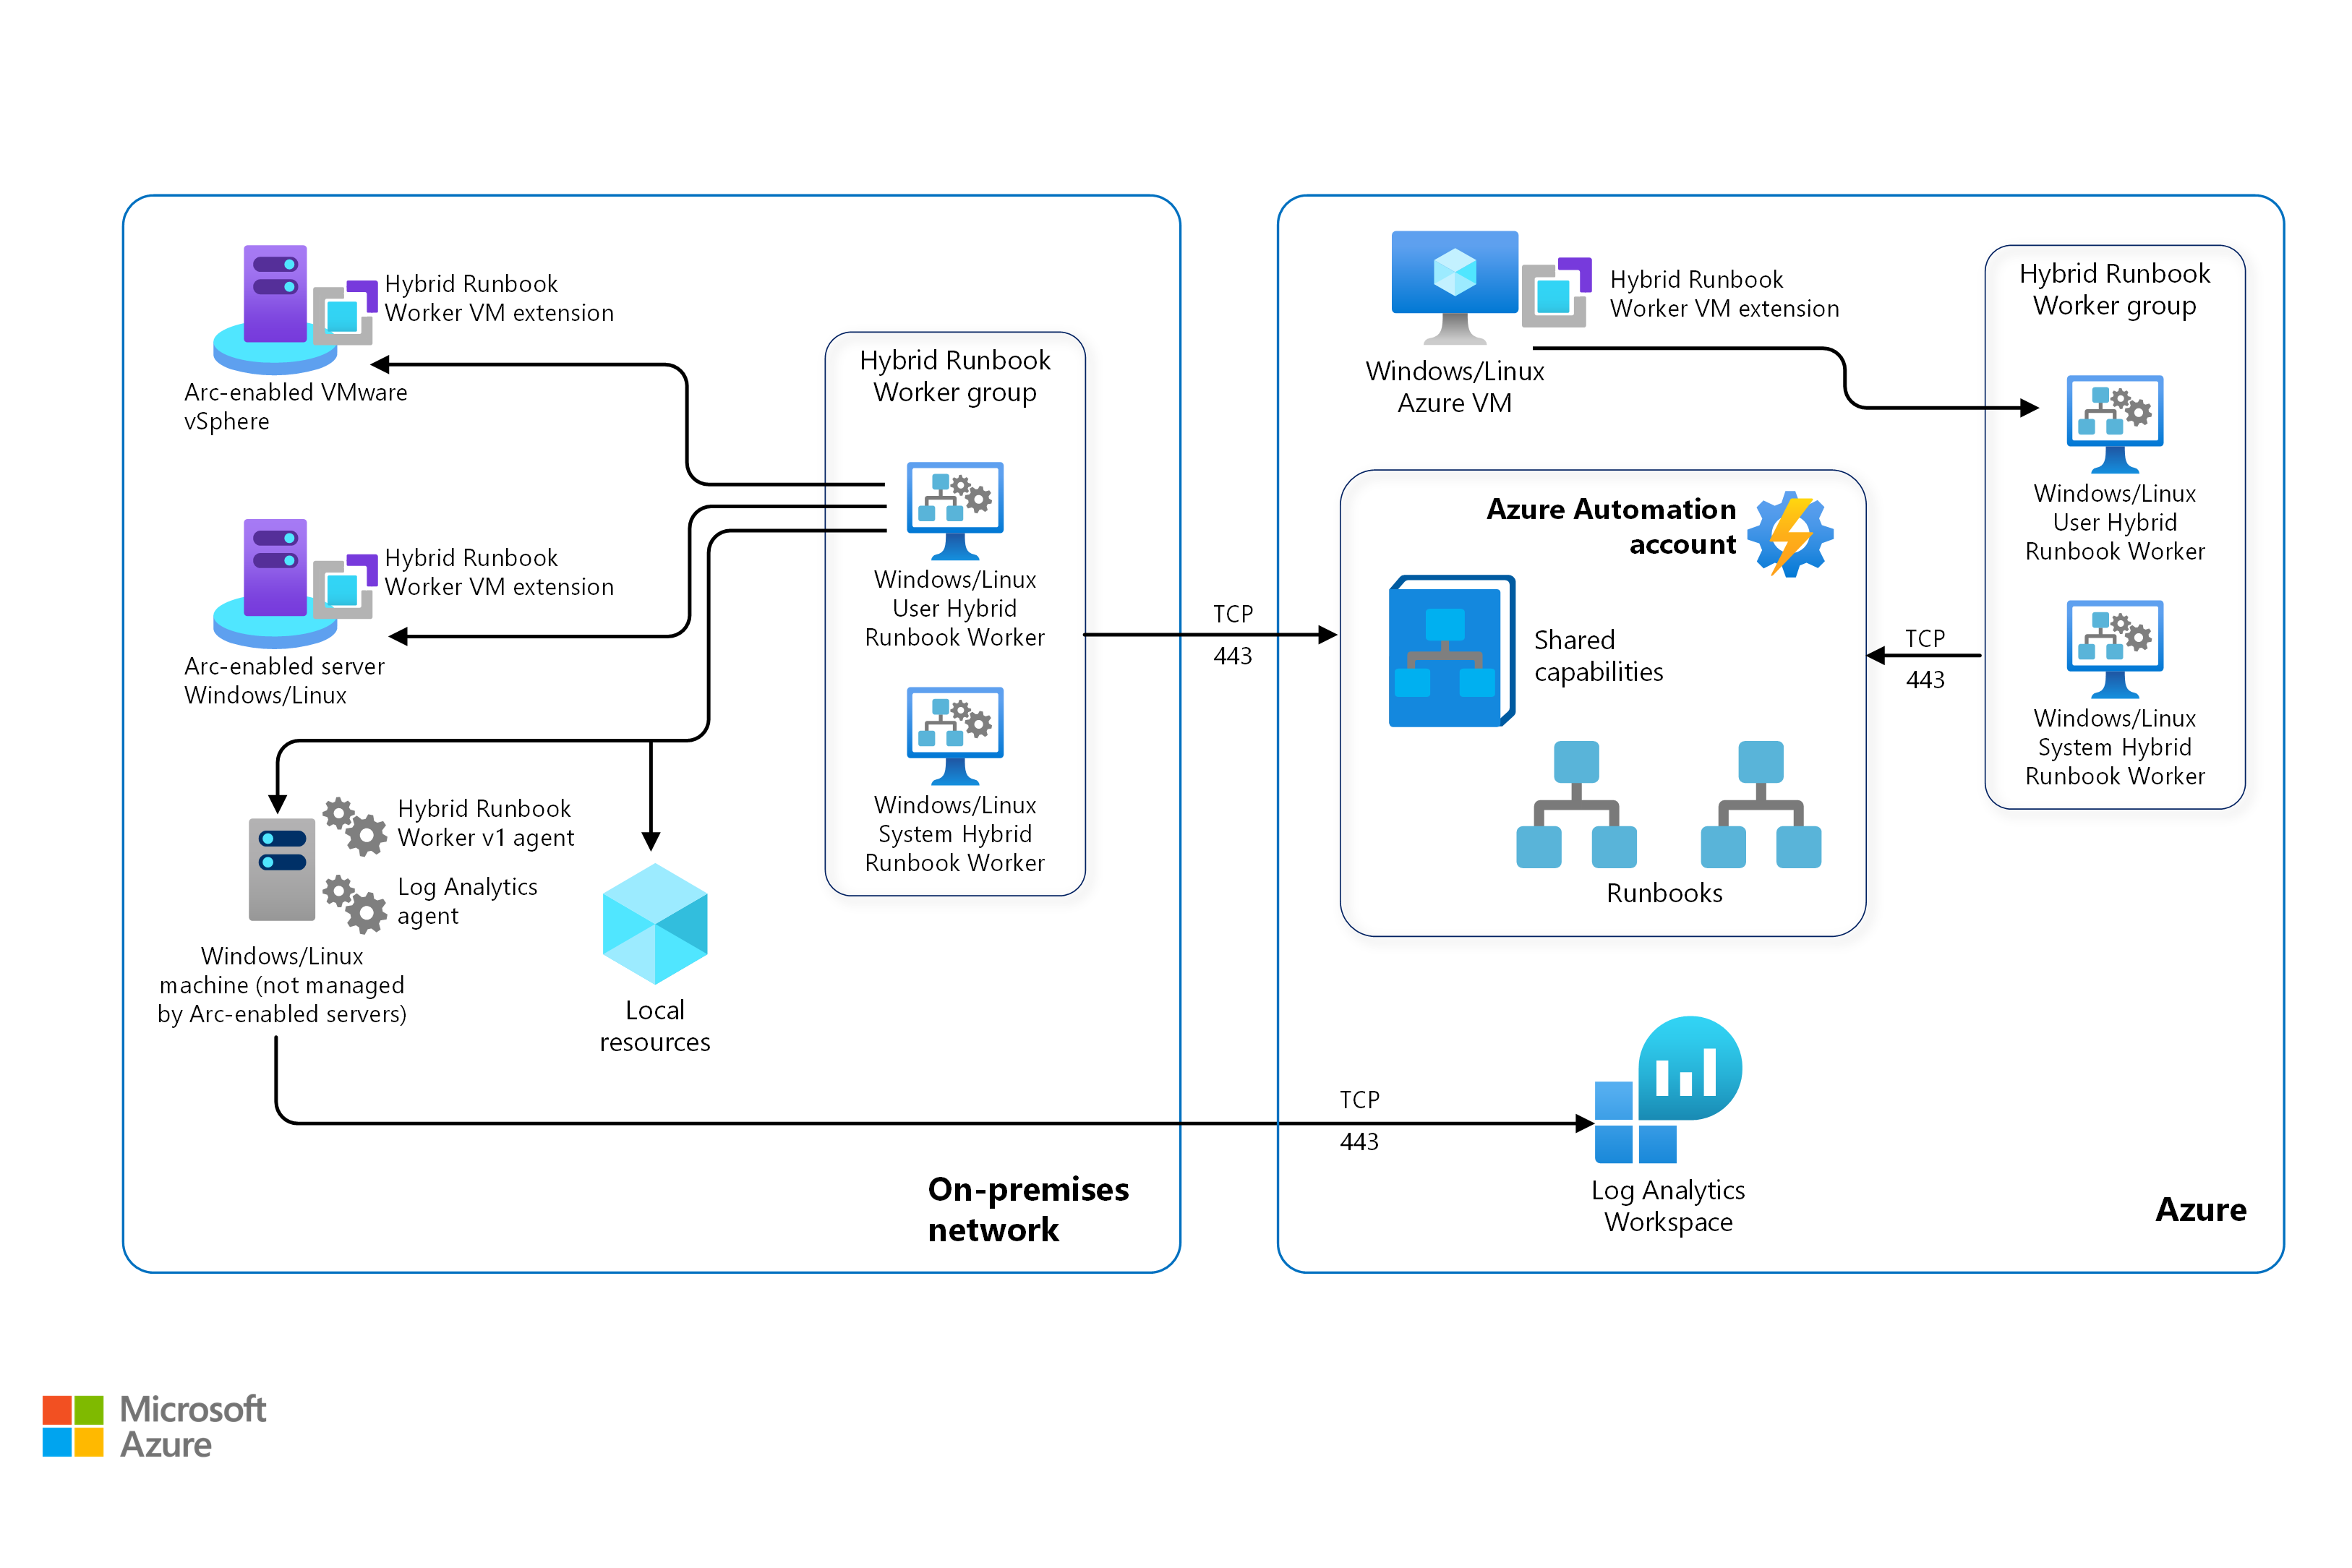 Hybrid Runbook
Worker VM extension
Arc-enabled VMware
vSphere
Hybrid Runbook
Worker VM extension
Arc-enabled server
Windows/Linux
Hybrid Runbook
Worker v1 agent
Log Analytics
agent
Windows/Linux
machine (not managed
by Arc-enabled servers)
Local
resources
Hybrid Runbook
Worker group
Windows/Linux
User Hybrid
Runbook Worker
Windows/Linux
System Hybrid
Runbook Worker
On-premises
network
TCP
443
TCP
443
Hybrid Runbook
Worker VM extension
Windows/Linux
Azure VM
Azure Automation
account
Shared
capabilities
Runbooks
TCP
443
Hybrid Runbook
Worker group
Windows/Linux
User Hybrid
Runbook Worker
Windows/Linux
System Hybrid
Runbook Worker
Log Analytics
Workspace
Azure
Microsoft
Azure